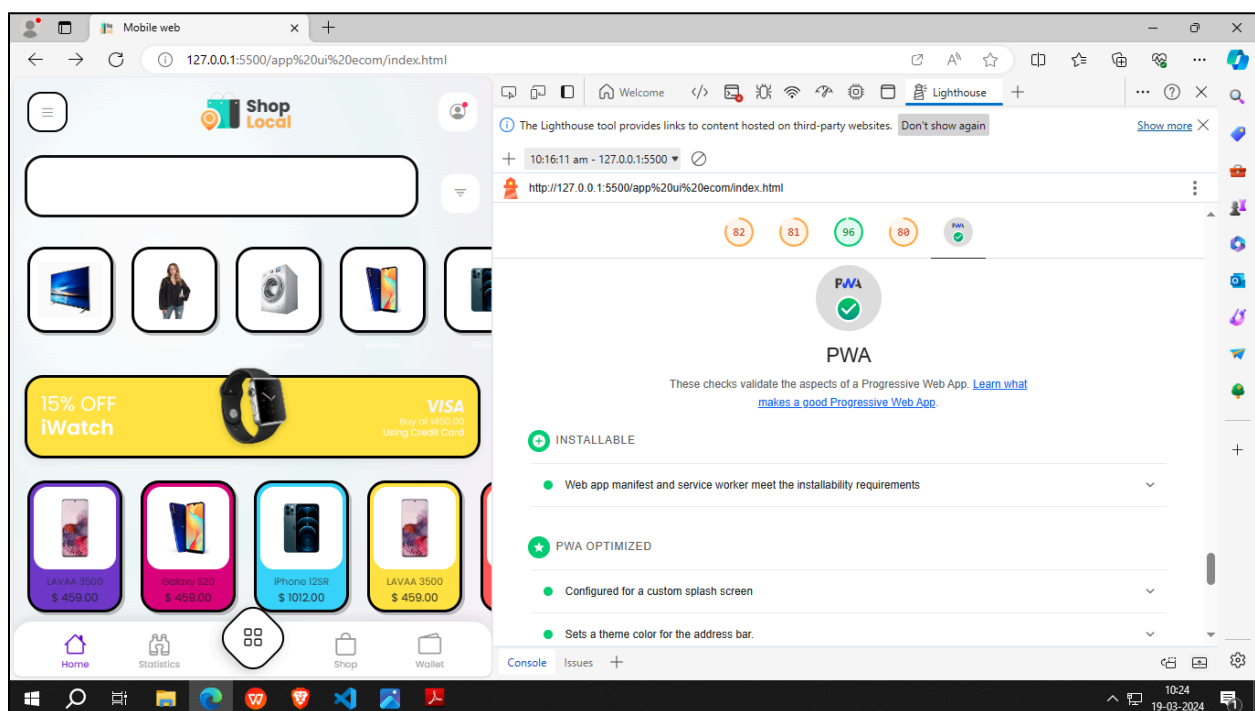 Mobile web
127.0.0.1:5500/app%20ui%20ecom/index.html
Shop
Local
15% OFF
iWatch
VISA
Buy at 1450.00
Using Credit Card
LAVAA 3500
$ 459.00
Galaxy S20
$ 459.00
iPhone 12SR
$ 1012.00
LAVAA 3500
$ 459.00
Home
Statistics
Shop
Wallet
Welcome
Lighthouse
The Lighthouse tool provides links to content hosted on third-party websites. Don't show again
Show more
10:16:11 am - 127.0.0.1:5500
http://127.0.0.1:5500/app%20ui%20ecom/index.html
82 81 96 80 PWA
PWA
PWA
These checks validate the aspects of a Progressive Web App. Learn what
makes a good Progressive Web App.
INSTALLABLE
Web app manifest and service worker meet the installability requirements
PWA OPTIMIZED
Configured for a custom splash screen
Sets a theme color for the address bar.
Console Issues
10:24
19-03-2024